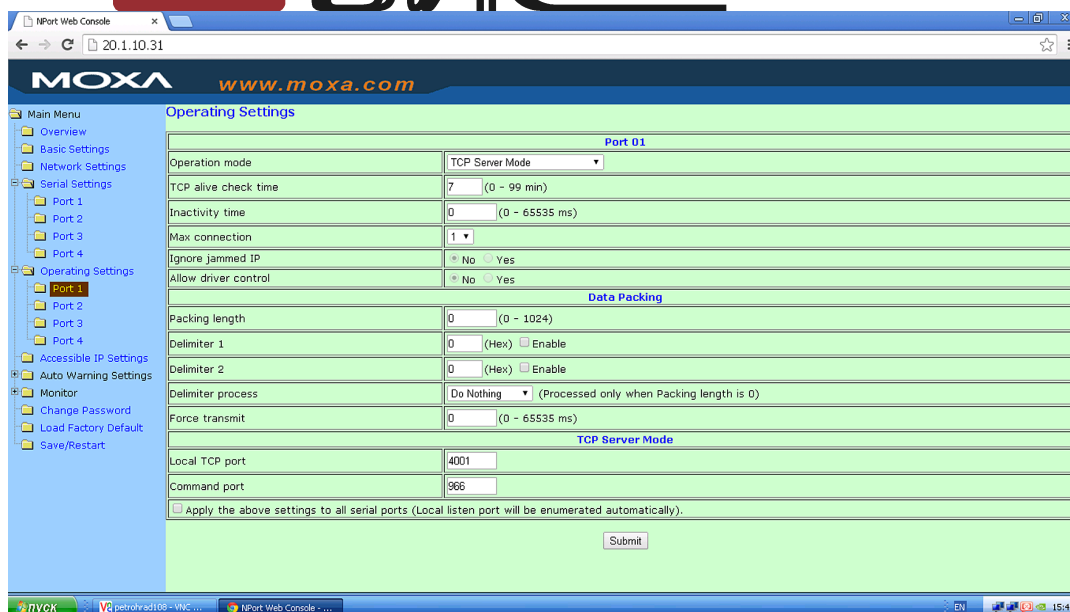 NPort Web Console
20.1.10.31
MOXA www.moxa.com
Main Menu
Overview
Basic Settings
Network Settings
Serial Settings
Port 1
Port 2
Port 3
Port 4
Operating Settings
Port 1
Port 2
Port 3
Port 4
Accessible IP Settings
Auto Warning Settings
Monitor
Change Password
Load Factory Default
Save/Restart
Operating Settings
Port 01
Operation mode TCP Server Mode
TCP alive check time 7 (0 - 99 min)
Inactivity time 0 (0 - 65535 ms)
Max connection 1
Ignore jammed IP No Yes
Allow driver control No Yes
Data Packing
Packing length 0 (0 - 1024)
Delimiter 1 0 (Hex) Enable
Delimiter 2 0 (Hex) Enable
Delimiter process Do Nothing (Processed only when Packing length is 0)
Force transmit 0 (0 - 65535 ms)
TCP Server Mode
Local TCP port 4001
Command port 966
Apply the above settings to all serial ports (Local listen port will be enumerated automatically).
Submit
пуск petrohrad108 - VNC ... NPort Web Console - ... EN 15:4